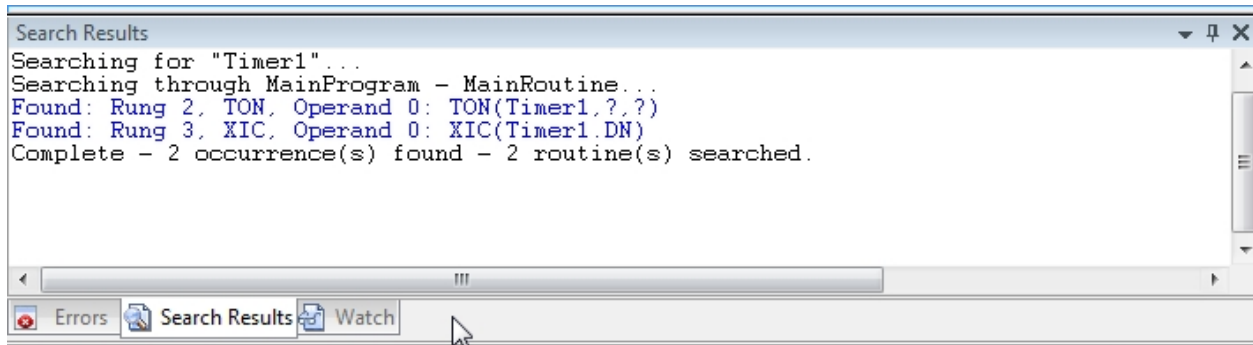 Search Results
Searching for "Timer1"...
Searching through MainProgram - MainRoutine...
Found: Rung 2, TON, Operand 0: TON(Timer1,?,?)
Found: Rung 3, XIC, Operand 0: XIC(Timer1.DN)
Complete - 2 occurrence(s) found - 2 routine(s) searched.
Errors Search Results Watch